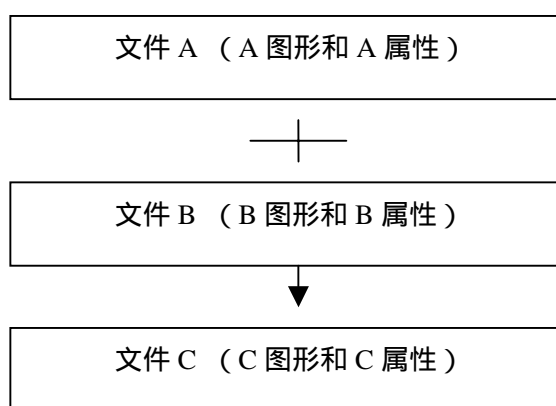 文件 A （A 图形和 A 属性）
文件 B （B 图形和 B 属性）
文件 C （C 图形和 C 属性）